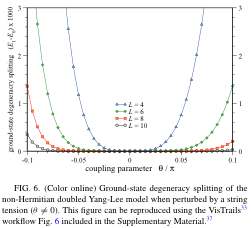 ground-state degeneracy splitting (E₁-E₀) x 1000
3
2
1
0
3
2
1
0
L = 4
L = 6
L = 8
L = 10
-0.1
-0.05
0
0.05
0.1
coupling parameter θ / π
FIG. 6. (Color online) Ground-state degeneracy splitting of the
non-Hermitian doubled Yang-Lee model when perturbed by a string
tension (θ ≠ 0). This figure can be reproduced using the VisTrails
workflow Fig. 6 included in the Supplementary Material.³⁷